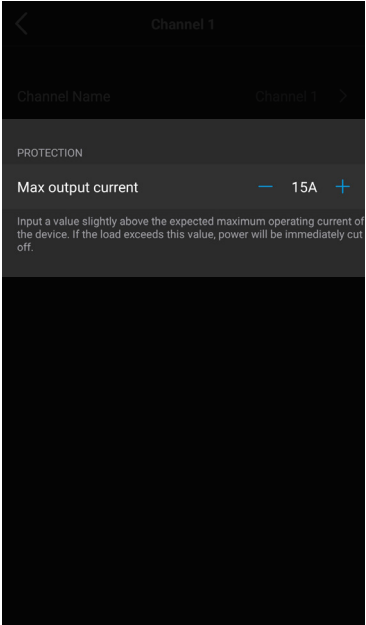 Channel 1
Channel Name Channel 1
PROTECTION
Max output current — 15A +
Input a value slightly above the expected maximum operating current of
the device. If the load exceeds this value, power will be immediately cut
off.